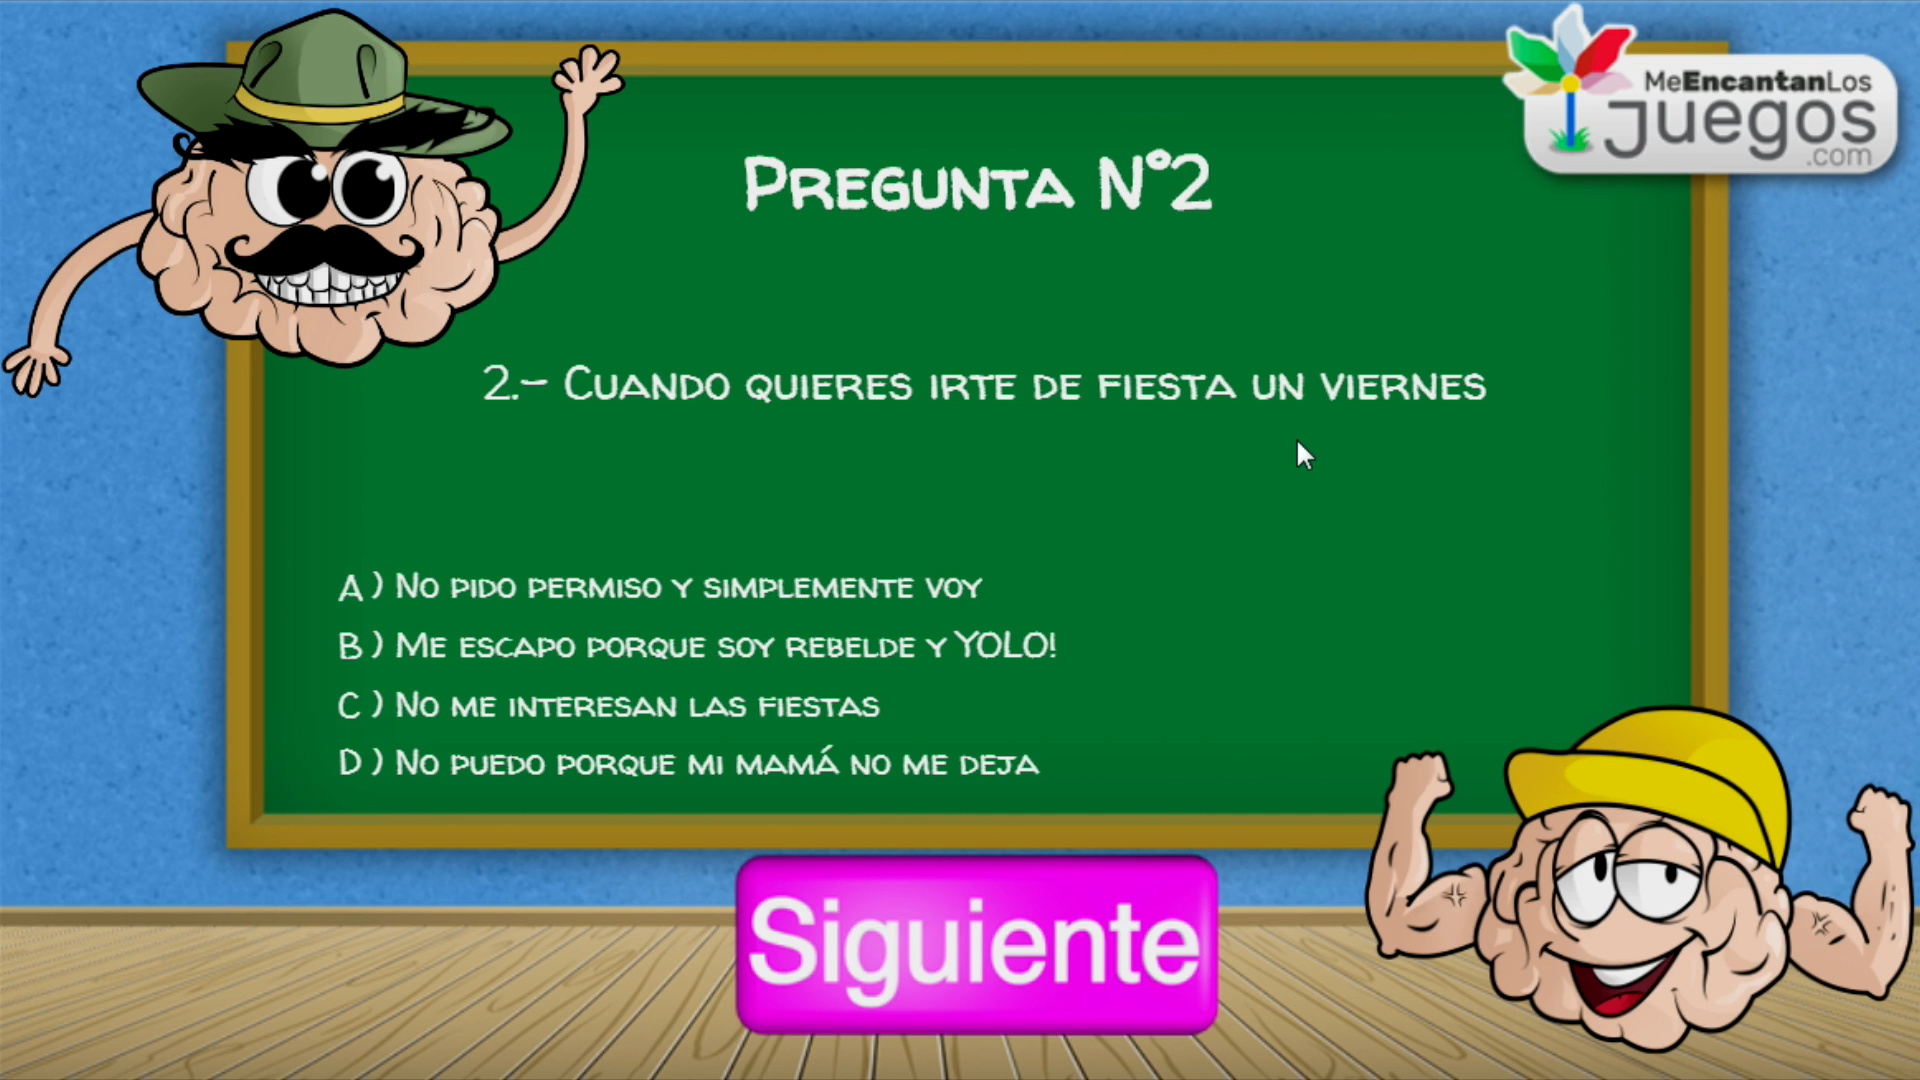 MeEncantanLos
Juegos
.com
Pregunta N°2
2.- Cuando quieres irte de fiesta un viernes
A ) No pido permiso y simplemente voy
B ) Me escapo porque soy rebelde y YOLO!
C ) No me interesan las fiestas
D ) No puedo porque mi mamá no me deja
Siguiente